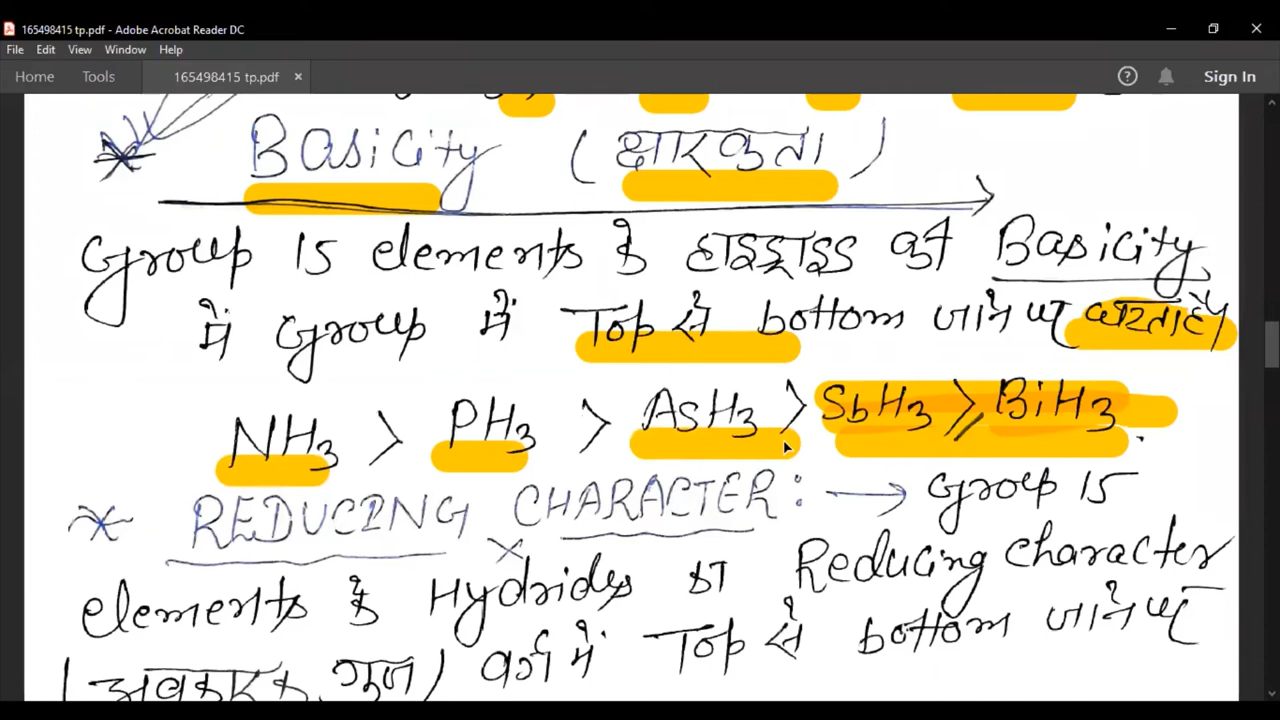 165498415 tp.pdf - Adobe Acrobat Reader DC
File Edit View Window Help
Home Tools 165498415 tp.pdf × ? Sign In
Basicity (क्षारकता)
Group 15 elements के हाइड्राइड की Basicity
में group में Top से bottom जाने पर
NH3 > PH3 > AsH3 > SbH3 > BiH3.
* REDUCING CHARACTER: → Group 15
elements के Hydrides का Reducing character
(अवकारक गुण) वर्ग में Top से bottom जाने पर